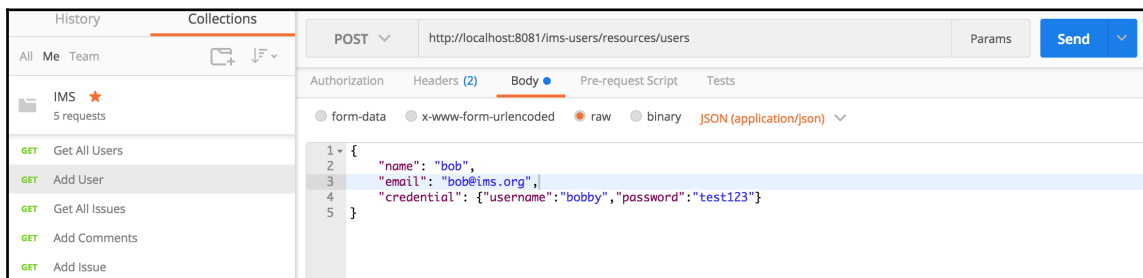 History Collections
All Me Team
IMS
5 requests
GET Get All Users
GET Add User
GET Get All Issues
GET Add Comments
GET Add Issue
POST http://localhost:8081/ims-users/resources/users Params Send
Authorization Headers (2) Body Pre-request Script Tests
form-data x-www-form-urlencoded raw binary JSON (application/json)
1 {
2 "name": "bob",
3 "email": "bob@ims.org",
4 "credential": {"username":"bobby","password":"test123"}
5 }